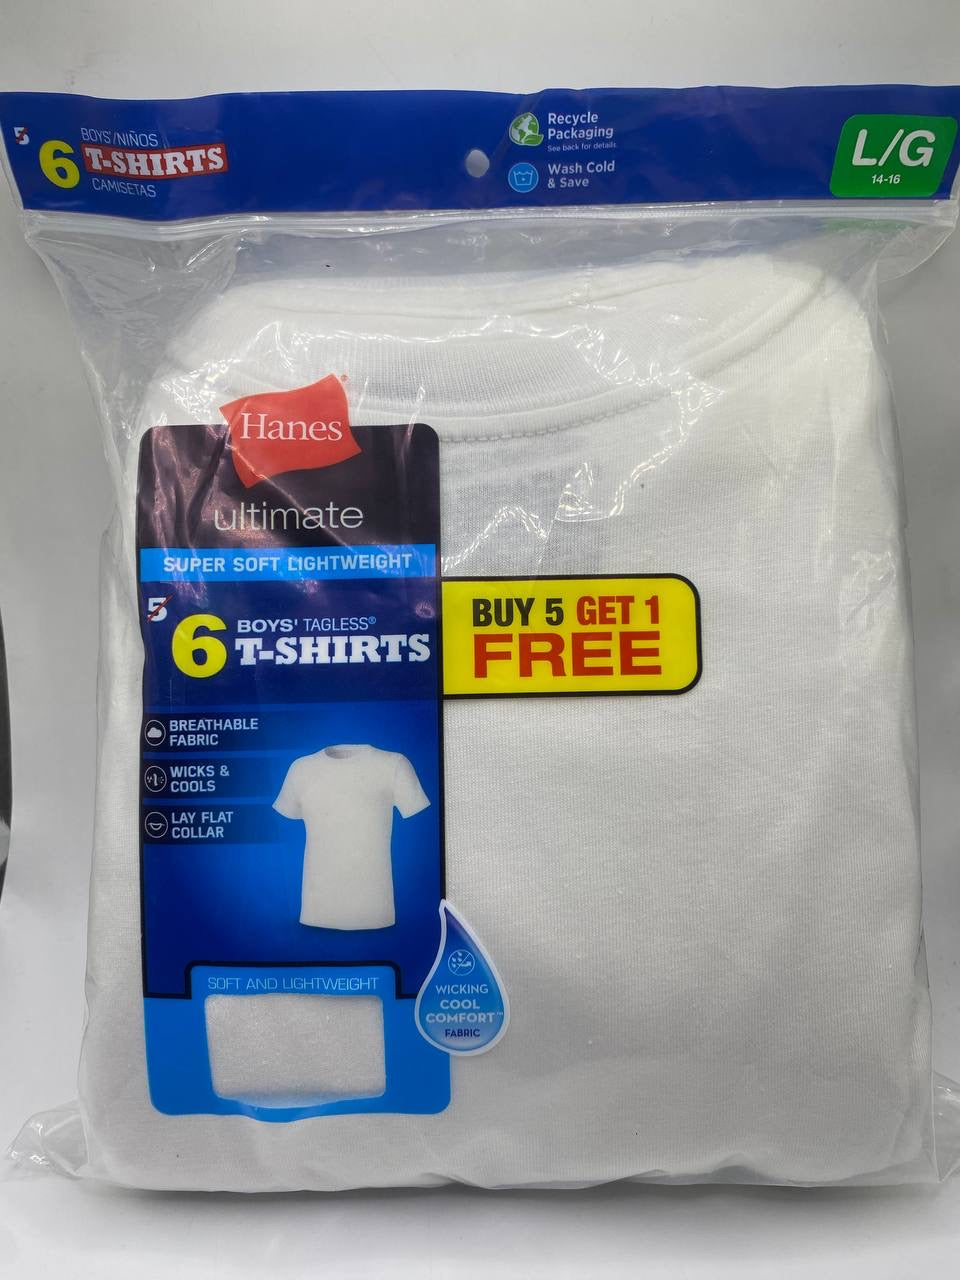 5
6
BOYS'/NIÑOS
T-SHIRTS
CAMISETAS
Recycle
Packaging
See back for details
Wash Cold
& Save
L/G
14-16
Hanes®
ultimate
SUPER SOFT LIGHTWEIGHT
5
6
BOYS' TAGLESS®
T-SHIRTS
BUY 5 GET 1
FREE
BREATHABLE
FABRIC
WICKS &
COOLS
LAY FLAT
COLLAR
SOFT AND LIGHTWEIGHT
WICKING
COOL
COMFORT™
FABRIC